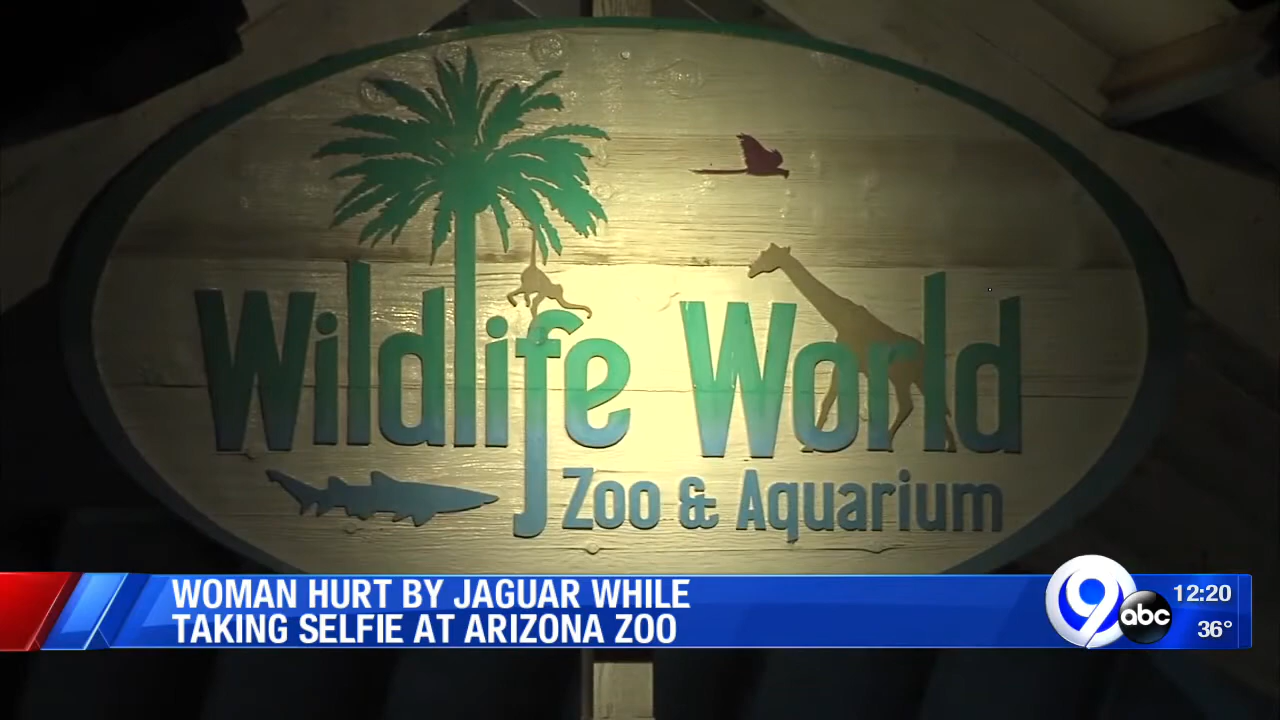 Wildlife World
Zoo & Aquarium
WOMAN HURT BY JAGUAR WHILE
TAKING SELFIE AT ARIZONA ZOO
9
abc
12:20
36°